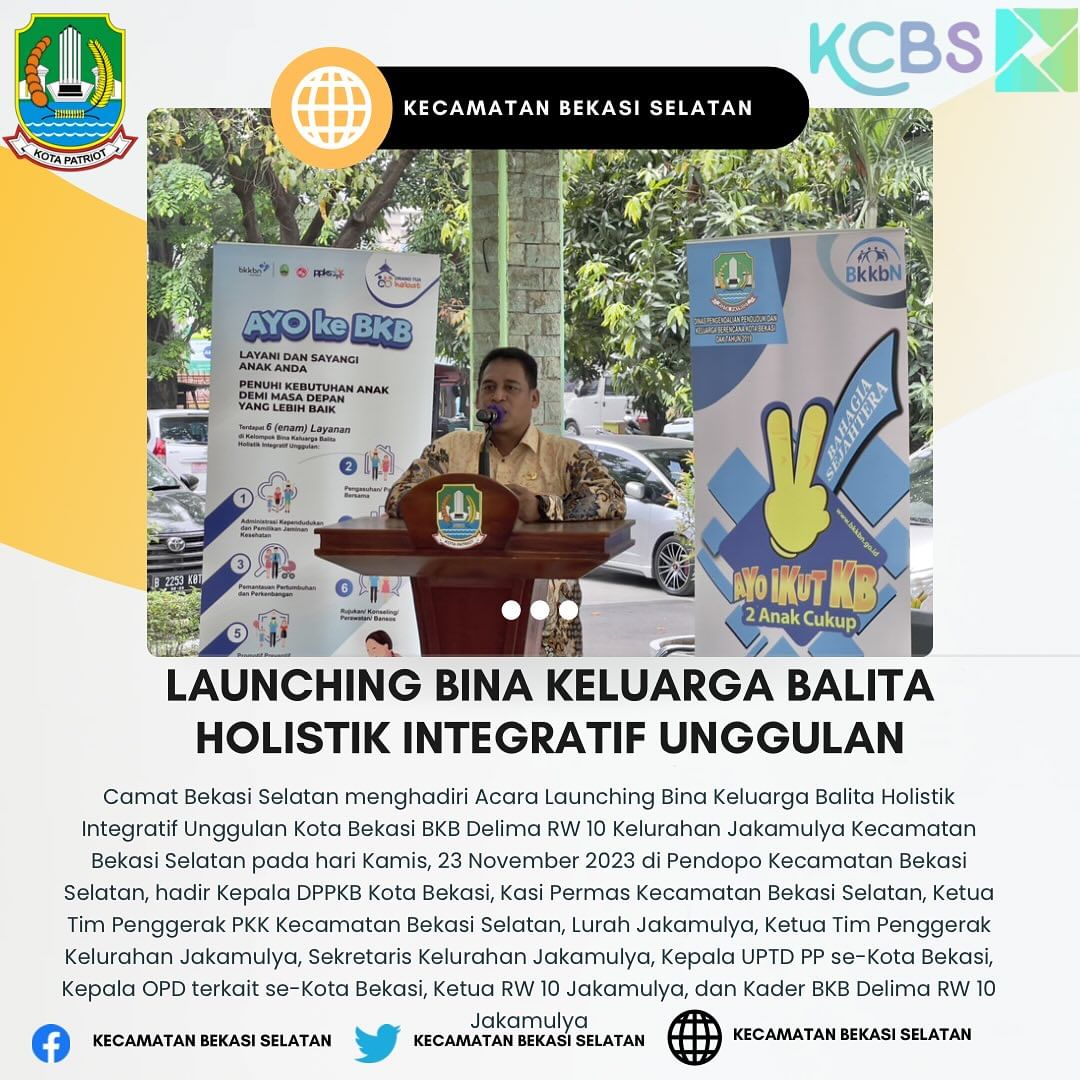 KOTA PATRIOT
KCBS
KECAMATAN BEKASI SELATAN
bkkbn
ORANG TUA
hebat
AYO ke BKB
LAYANI DAN SAYANGI
ANAK ANDA
PENUHI KEBUTUHAN ANAK
DEMI MASA DEPAN
YANG LEBIH BAIK
Terdapat 6 (enam) Layanan
di Kelompok Bina Keluarga Balita
Holistik Integratif Unggulan:
1
Administrasi Kependudukan
dan Pemilikan Jaminan
Kesehatan
2
Pengasuhan/
Bersama
3
Pemantauan Pertumbuhan
dan Perkembangan
6
Rujukan/ Konseling/
Perawatan/ Bansos
5
Promotif Preventif
B 2253 KOT
KOTA PATRIOT
BkkbN
DINAS PENGENDALIAN PENDUDUK DAN
KELUARGA BERENCANA KOTA BEKASI
DAK TAHUN 2019
BAHAGIA
SEJAHTERA
www.bkkbn.go.id
AYO IKUT KB
2 Anak Cukup
LAUNCHING BINA KELUARGA BALITA
HOLISTIK INTEGRATIF UNGGULAN
Camat Bekasi Selatan menghadiri Acara Launching Bina Keluarga Balita Holistik
Integratif Unggulan Kota Bekasi BKB Delima RW 10 Kelurahan Jakamulya Kecamatan
Bekasi Selatan pada hari Kamis, 23 November 2023 di Pendopo Kecamatan Bekasi
Selatan, hadir Kepala DPPKB Kota Bekasi, Kasi Permas Kecamatan Bekasi Selatan, Ketua
Tim Penggerak PKK Kecamatan Bekasi Selatan, Lurah Jakamulya, Ketua Tim Penggerak
Kelurahan Jakamulya, Sekretaris Kelurahan Jakamulya, Kepala UPTD PP se-Kota Bekasi,
Kepala OPD terkait se-Kota Bekasi, Ketua RW 10 Jakamulya, dan Kader BKB Delima RW 10
Jakamulya
KECAMATAN BEKASI SELATAN
KECAMATAN BEKASI SELATAN
KECAMATAN BEKASI SELATAN